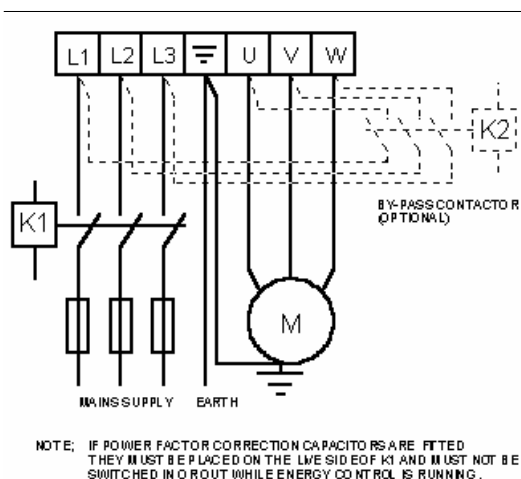 L1 L2 L3 U V W
K2
BY-PASS CONTACTOR
(OPTIONAL)
K1
M
MAINS SUPPLY EARTH
NOTE; IF POWER FACTOR CORRECTION CAPACITORS ARE FITTED
THEY MUST BE PLACED ON THE LIVE SIDE OF K1 AND MUST NOT BE
SWITCHED IN OR OUT WHILE ENERGY CONTROL IS RUNNING.